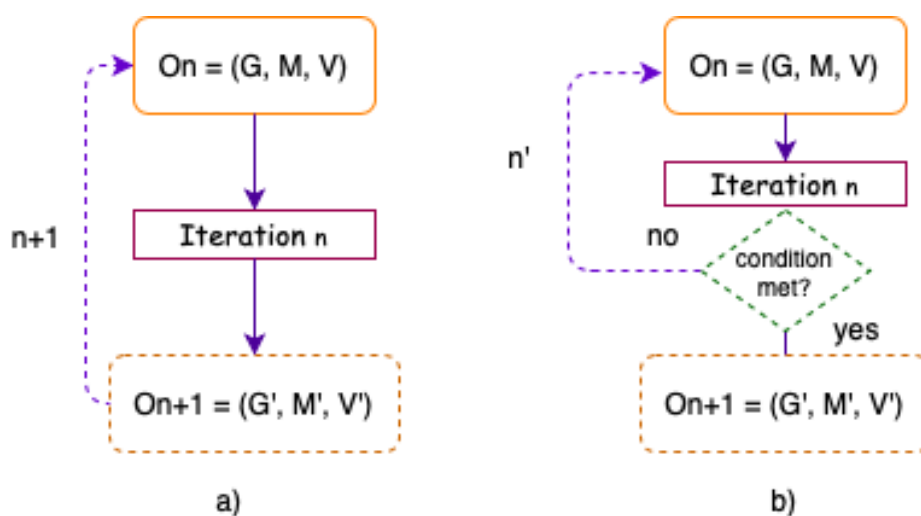 On = (G, M, V)
n+1
Iteration n
On+1 = (G', M', V')
a)
On = (G, M, V)
n'
Iteration n
no
condition
met?
yes
On+1 = (G', M', V')
b)